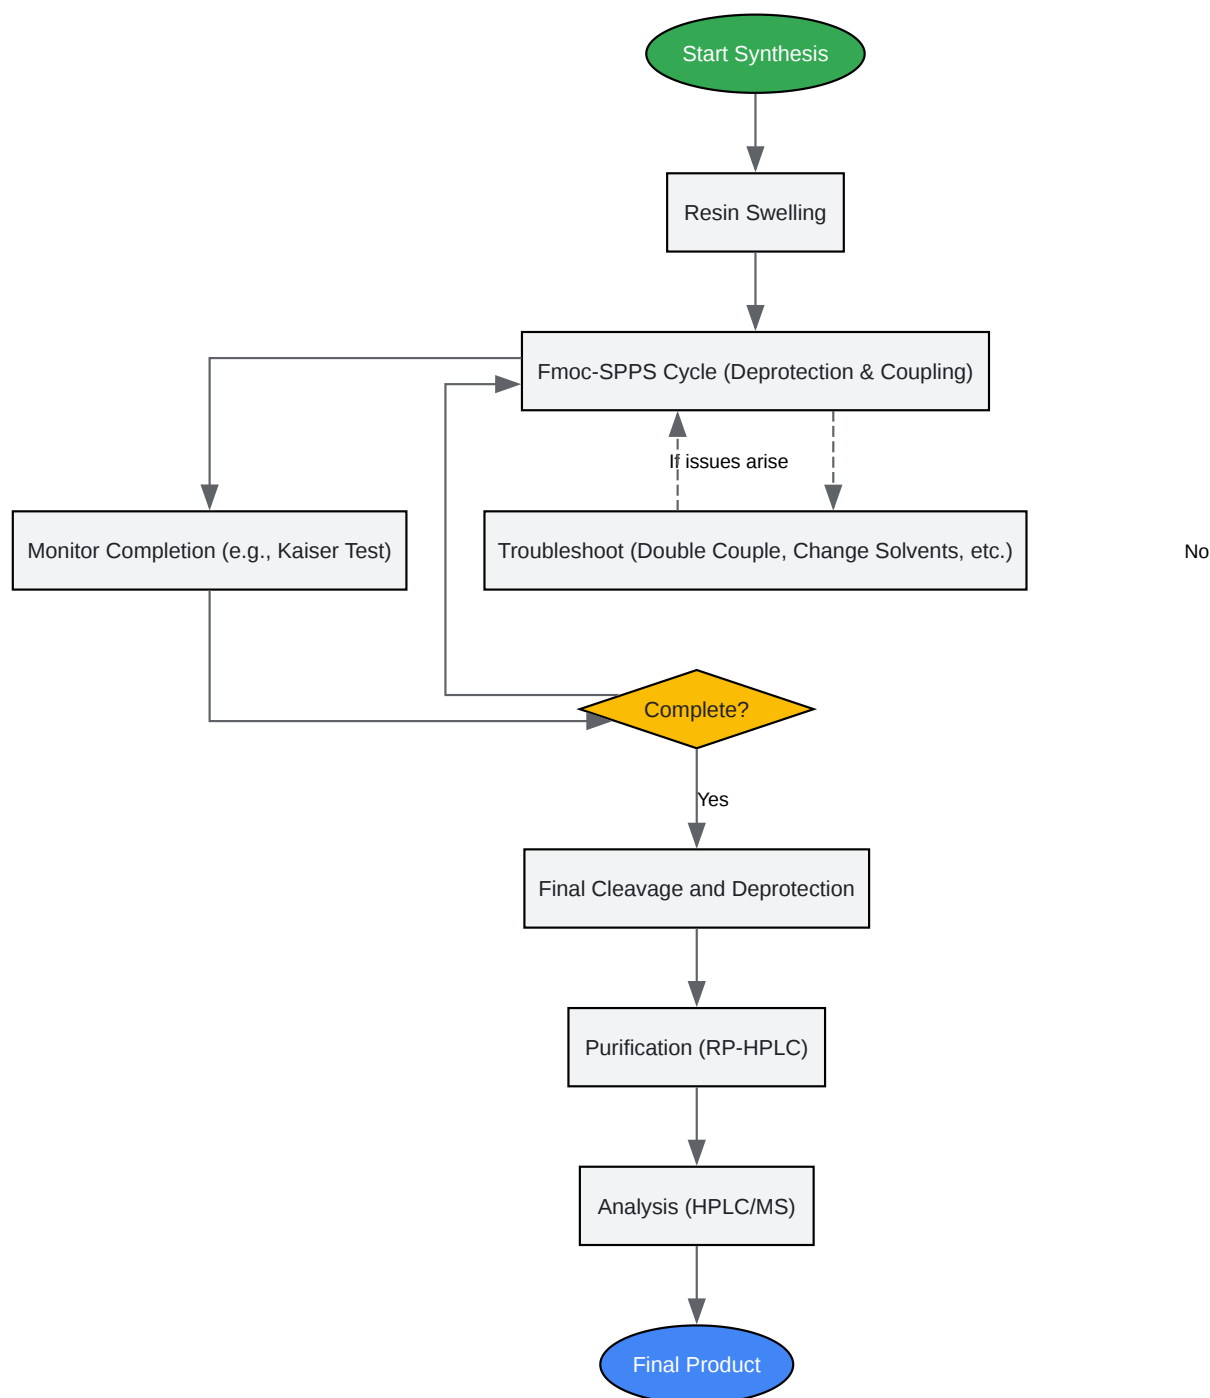 Start Synthesis
Resin Swelling
Fmoc-SPPS Cycle (Deprotection & Coupling)
If issues arise
Monitor Completion (e.g., Kaiser Test)
Troubleshoot (Double Couple, Change Solvents, etc.)
No
Complete?
Yes
Final Cleavage and Deprotection
Purification (RP-HPLC)
Analysis (HPLC/MS)
Final Product